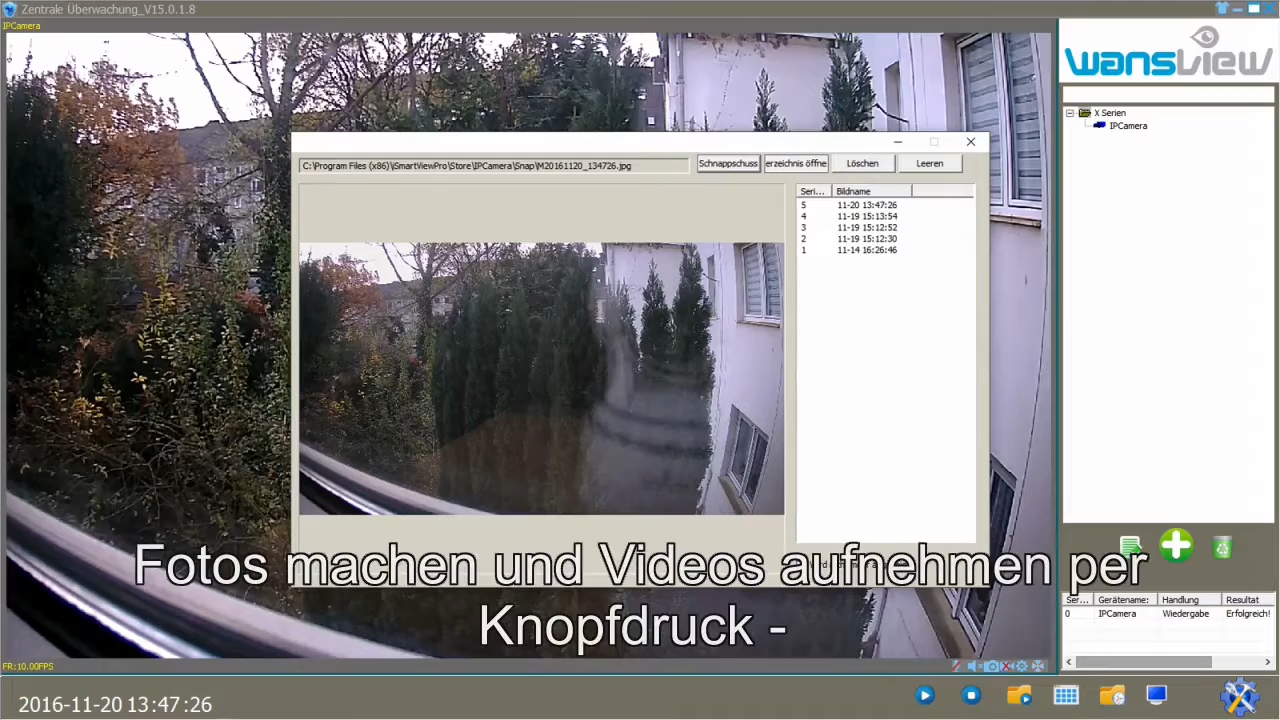 Zentrale Überwachung_V15.0.1.8
IPCamera
wansview
X Serien
IPCamera
C:\Program Files (x86)\iSmartViewPro\Store\IPCamera\Snap\M20161120_134726.jpg
Schnappschuss
erzeichnis öffne
Löschen
Leeren
Seri... Bildname
5 11-20 13:47:26
4 11-19 15:13:54
3 11-19 15:12:52
2 11-19 15:12:30
1 11-14 16:26:46
Fotos machen und Videos aufnehmen per
Knopfdruck -
Ser... Gerätename: Handlung Resultat
0 IPCamera Wiedergabe Erfolgreich!
FR:10.00FPS
2016-11-20 13:47:26